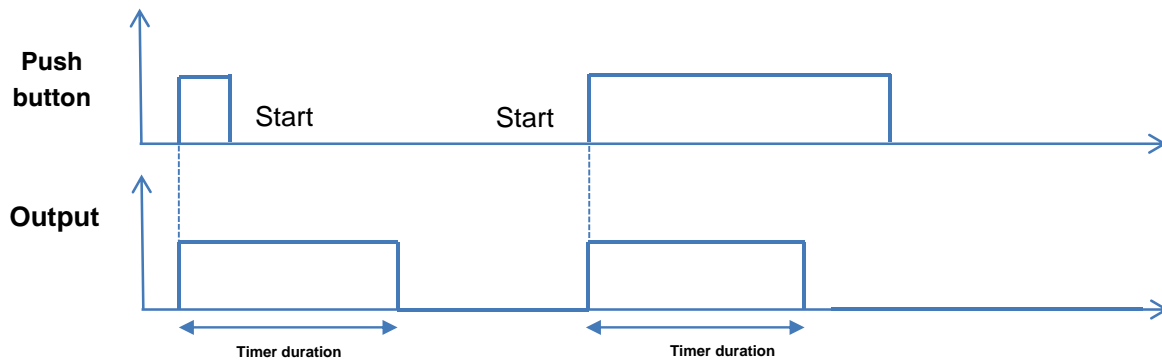 Push
button
Start
Start
Output
Timer duration
Timer duration